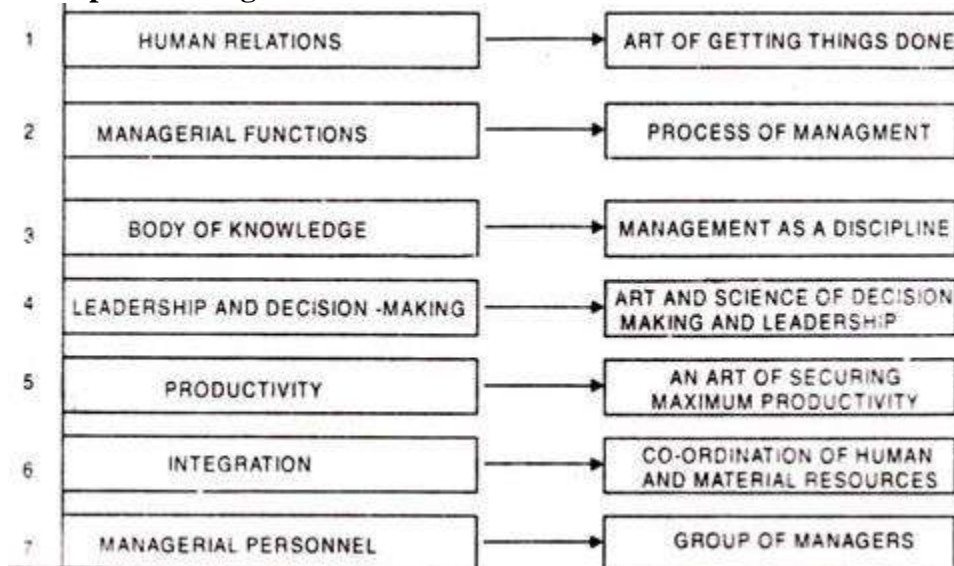 1 HUMAN RELATIONS ART OF GETTING THINGS DONE
2 MANAGERIAL FUNCTIONS PROCESS OF MANAGMENT
3 BODY OF KNOWLEDGE MANAGEMENT AS A DISCIPLINE
4 LEADERSHIP AND DECISION -MAKING ART AND SCIENCE OF DECISION
MAKING AND LEADERSHIP
5 PRODUCTIVITY AN ART OF SECURING
MAXIMUM PRODUCTIVITY
6 INTEGRATION CO-ORDINATION OF HUMAN
AND MATERIAL RESOURCES
7 MANAGERIAL PERSONNEL GROUP OF MANAGERS